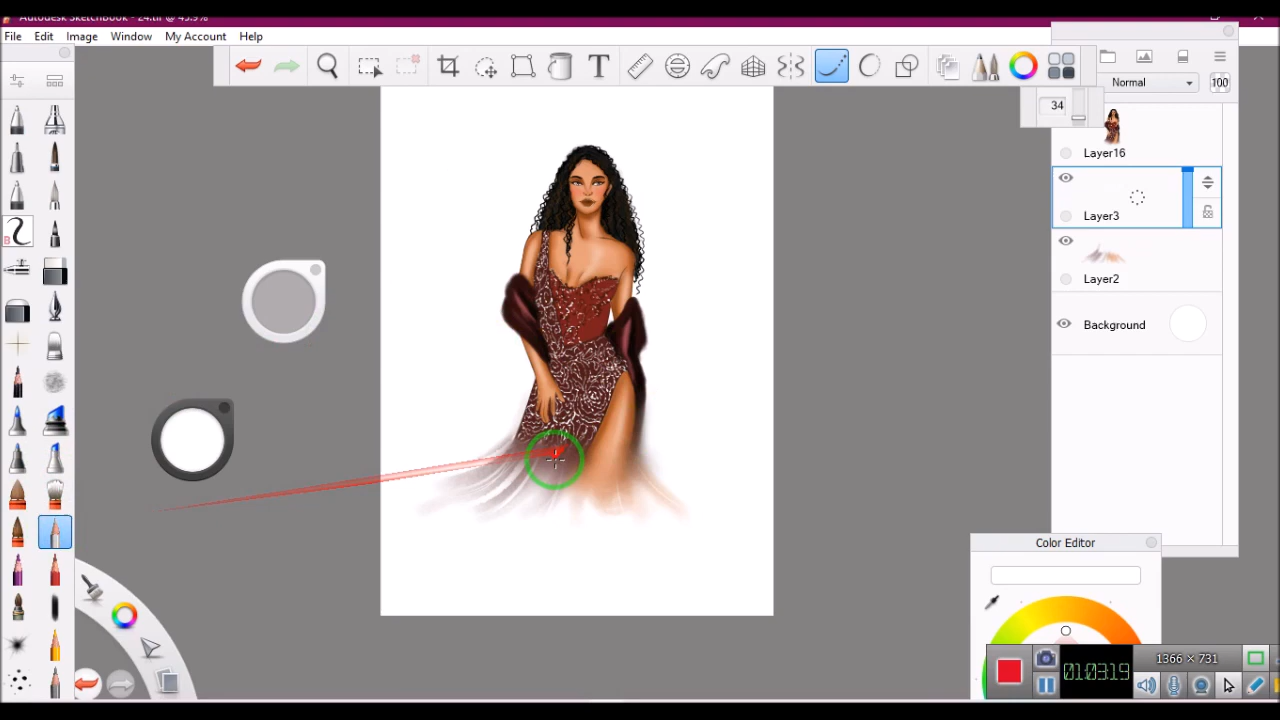 Autodesk SketchBook - 24.tif @ 45.9%
File Edit Image Window My Account Help
T
Normal
100
34
Layer16
Layer3
Layer2
Background
B
Color Editor
1366 × 731
01:03:19